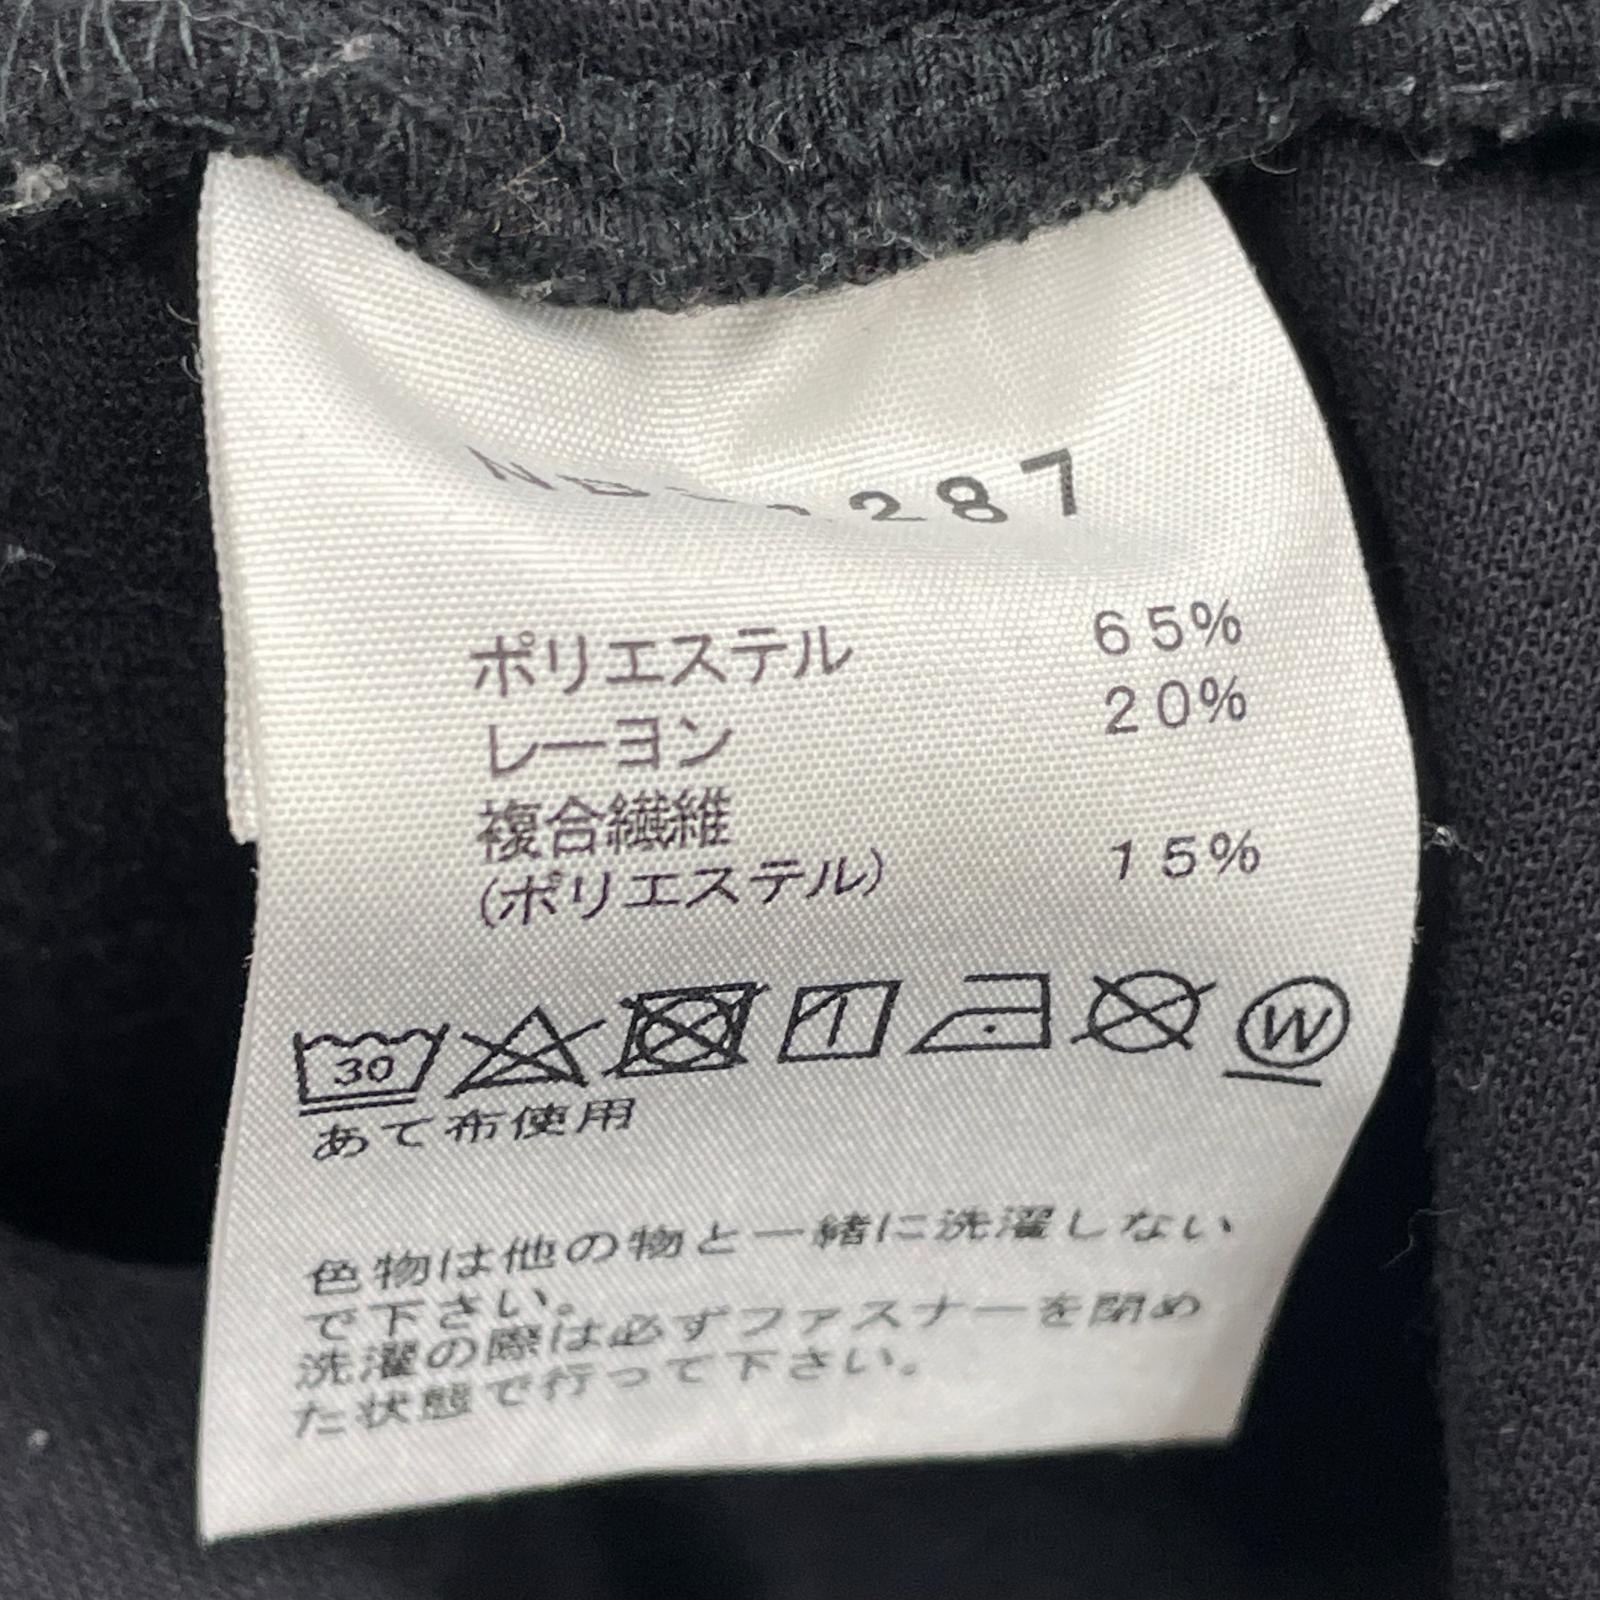 287
ポリエステル 65%
レーヨン 20%
複合繊維
(ポリエステル) 15%
30
W
あて布使用
色物は他の物と一緒に洗濯しない
で下さい。
洗濯の際は必ずファスナーを閉め
た状態で行って下さい。